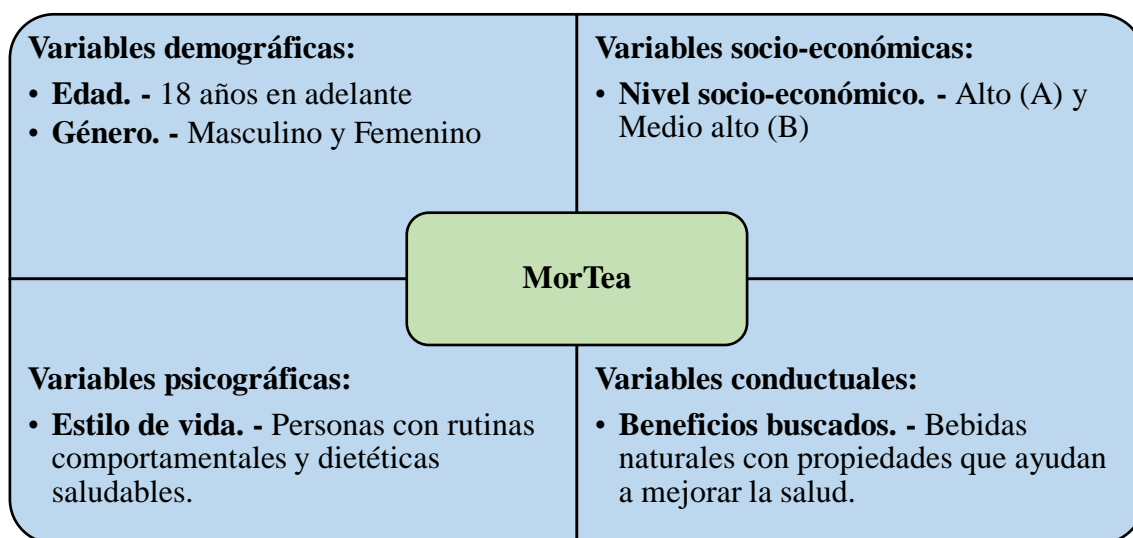 Variables demográficas:
• Edad. - 18 años en adelante
• Género. - Masculino y Femenino
Variables socio-económicas:
• Nivel socio-económico. - Alto (A) y
Medio alto (B)
MorTea
Variables psicográficas:
• Estilo de vida. - Personas con rutinas
comportamentales y dietéticas
saludables.
Variables conductuales:
• Beneficios buscados. - Bebidas
naturales con propiedades que ayudan
a mejorar la salud.